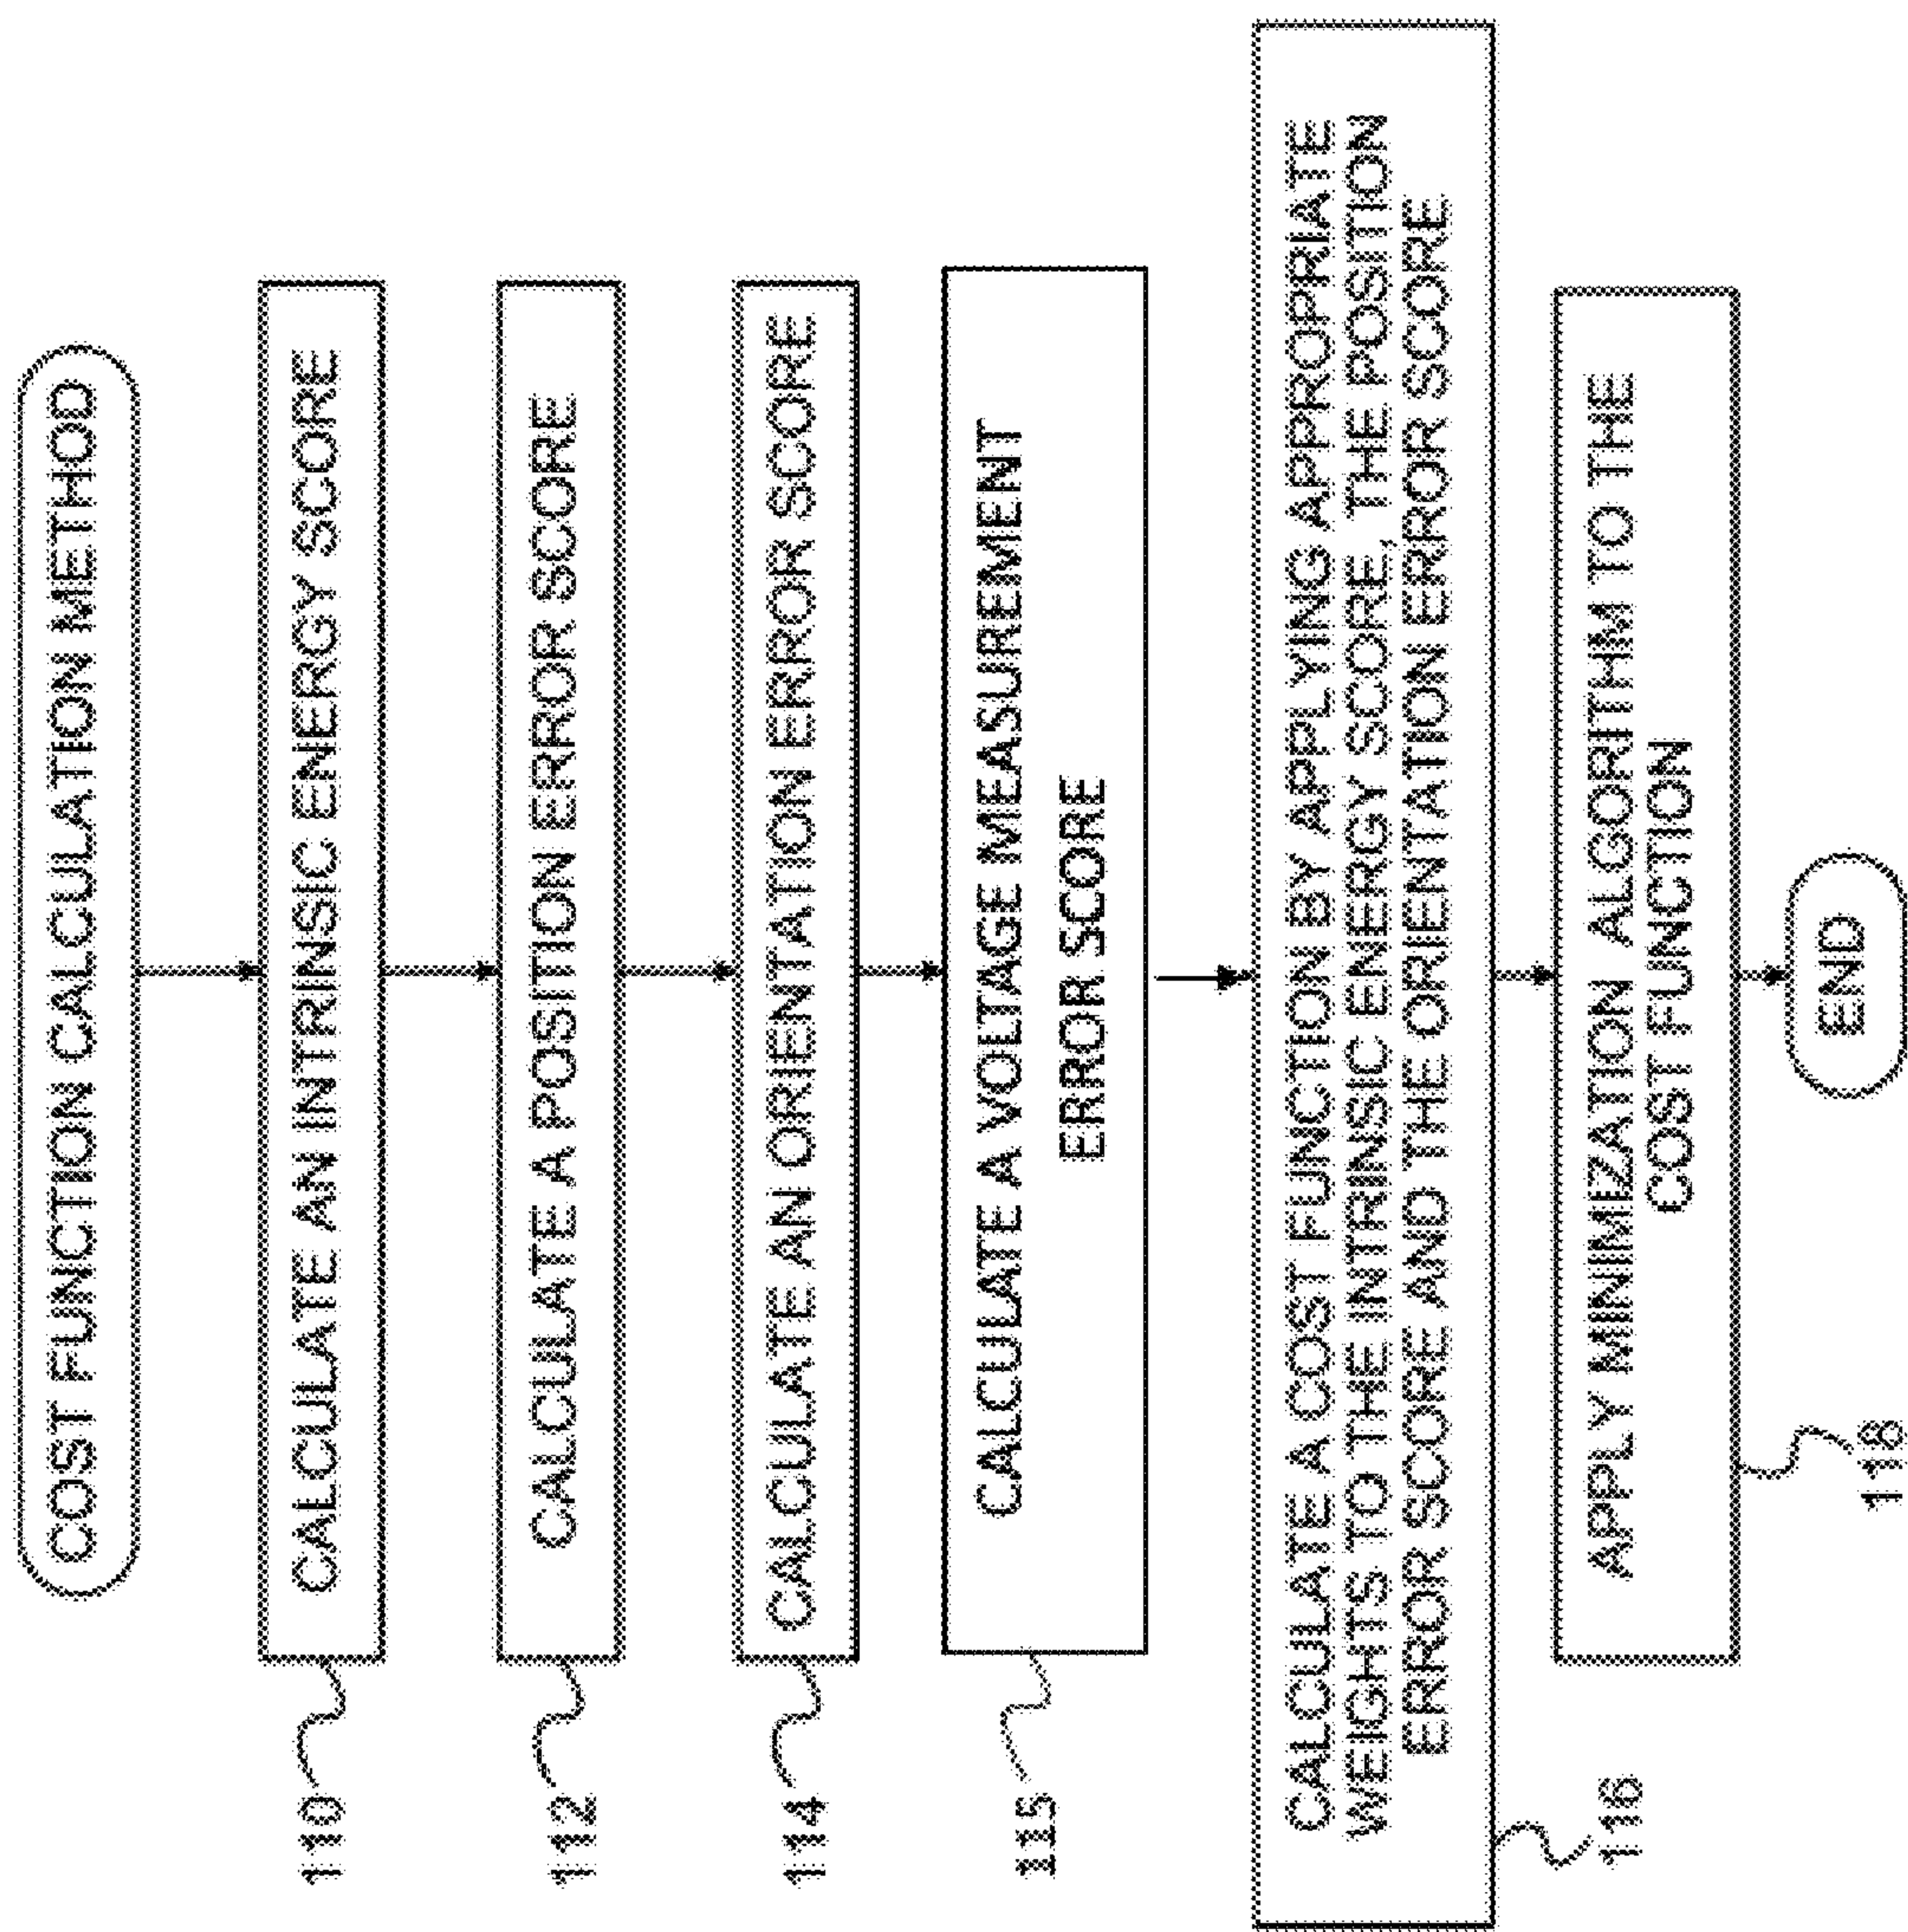 COST FUNCTION CALCULATION METHOD
110
CALCULATE AN INTRINSIC ENERGY SCORE
112
CALCULATE A POSITION ERROR SCORE
114
CALCULATE AN ORIENTATION ERROR SCORE
115
CALCULATE A VOLTAGE MEASUREMENT
ERROR SCORE
116
CALCULATE A COST FUNCTION BY APPLYING APPROPRIATE
WEIGHTS TO THE INTRINSIC ENERGY SCORE, THE POSITION
ERROR SCORE AND THE ORIENTATION ERROR SCORE
APPLY MINIMIZATION ALGORITHM TO THE
COST FUNCTION
118
END